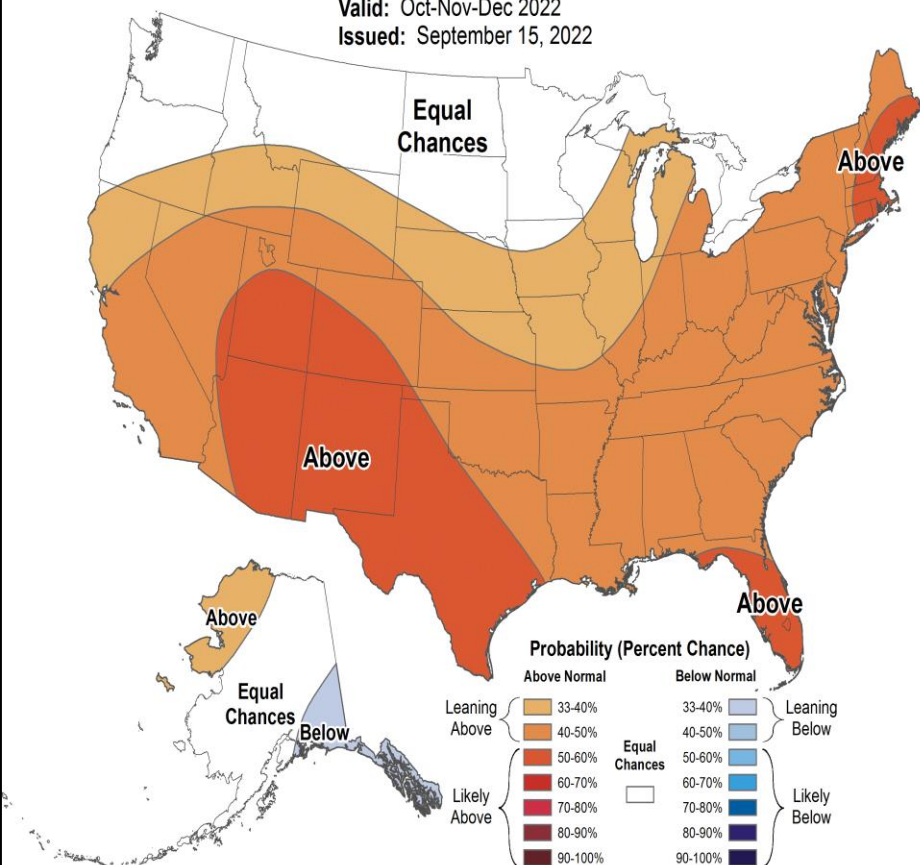 Valid: Oct-Nov-Dec 2022
Issued: September 15, 2022
Equal
Chances
Above
Above
Above
Above
Equal
Chances
Below
Probability (Percent Chance)
Above Normal
Below Normal
Leaning
Above
33-40%
40-50%
Likely
Above
50-60%
60-70%
70-80%
80-90%
90-100%
Equal
Chances
33-40%
40-50%
Leaning
Below
50-60%
60-70%
70-80%
80-90%
90-100%
Likely
Below